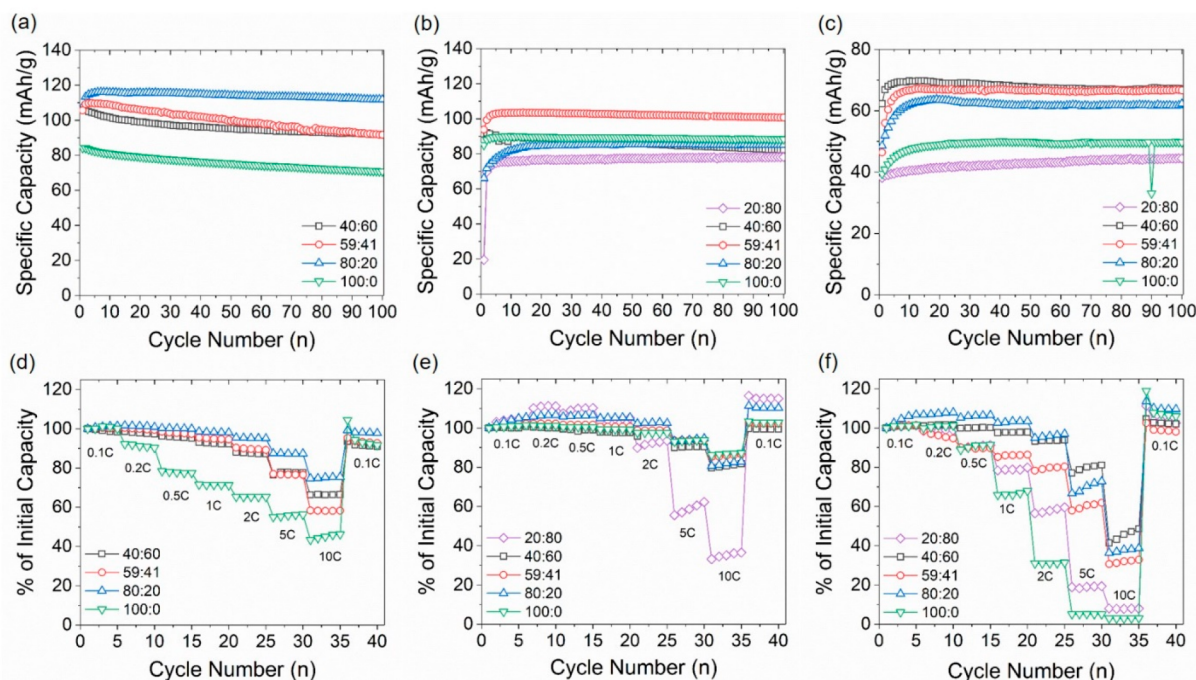 (a)
140
120
100
80
60
40
20
0
Specific Capacity (mAh/g)
0 10 20 30 40 50 60 70 80 90 100
Cycle Number (n)
40:60
59:41
80:20
100:0
(b)
140
120
100
80
60
40
20
0
Specific Capacity (mAh/g)
0 10 20 30 40 50 60 70 80 90 100
Cycle Number (n)
20:80
40:60
59:41
80:20
100:0
(c)
80
60
40
20
0
Specific Capacity (mAh/g)
0 10 20 30 40 50 60 70 80 90 100
Cycle Number (n)
20:80
40:60
59:41
80:20
100:0
(d)
120
100
80
60
40
20
0
% of Initial Capacity
0.1C
0.2C
0.5C
1C
2C
5C
10C
0.1C
40:60
59:41
80:20
100:0
0 5 10 15 20 25 30 35 40
Cycle Number (n)
(e)
120
100
80
60
40
20
0
% of Initial Capacity
0.1C
0.2C
0.5C
1C
2C
5C
10C
0.1C
20:80
40:60
59:41
80:20
100:0
0 5 10 15 20 25 30 35 40
Cycle Number (n)
(f)
120
100
80
60
40
20
0
% of Initial Capacity
0.1C
0.2C
0.5C
1C
2C
5C
10C
0.1C
20:80
40:60
59:41
80:20
100:0
0 5 10 15 20 25 30 35 40
Cycle Number (n)